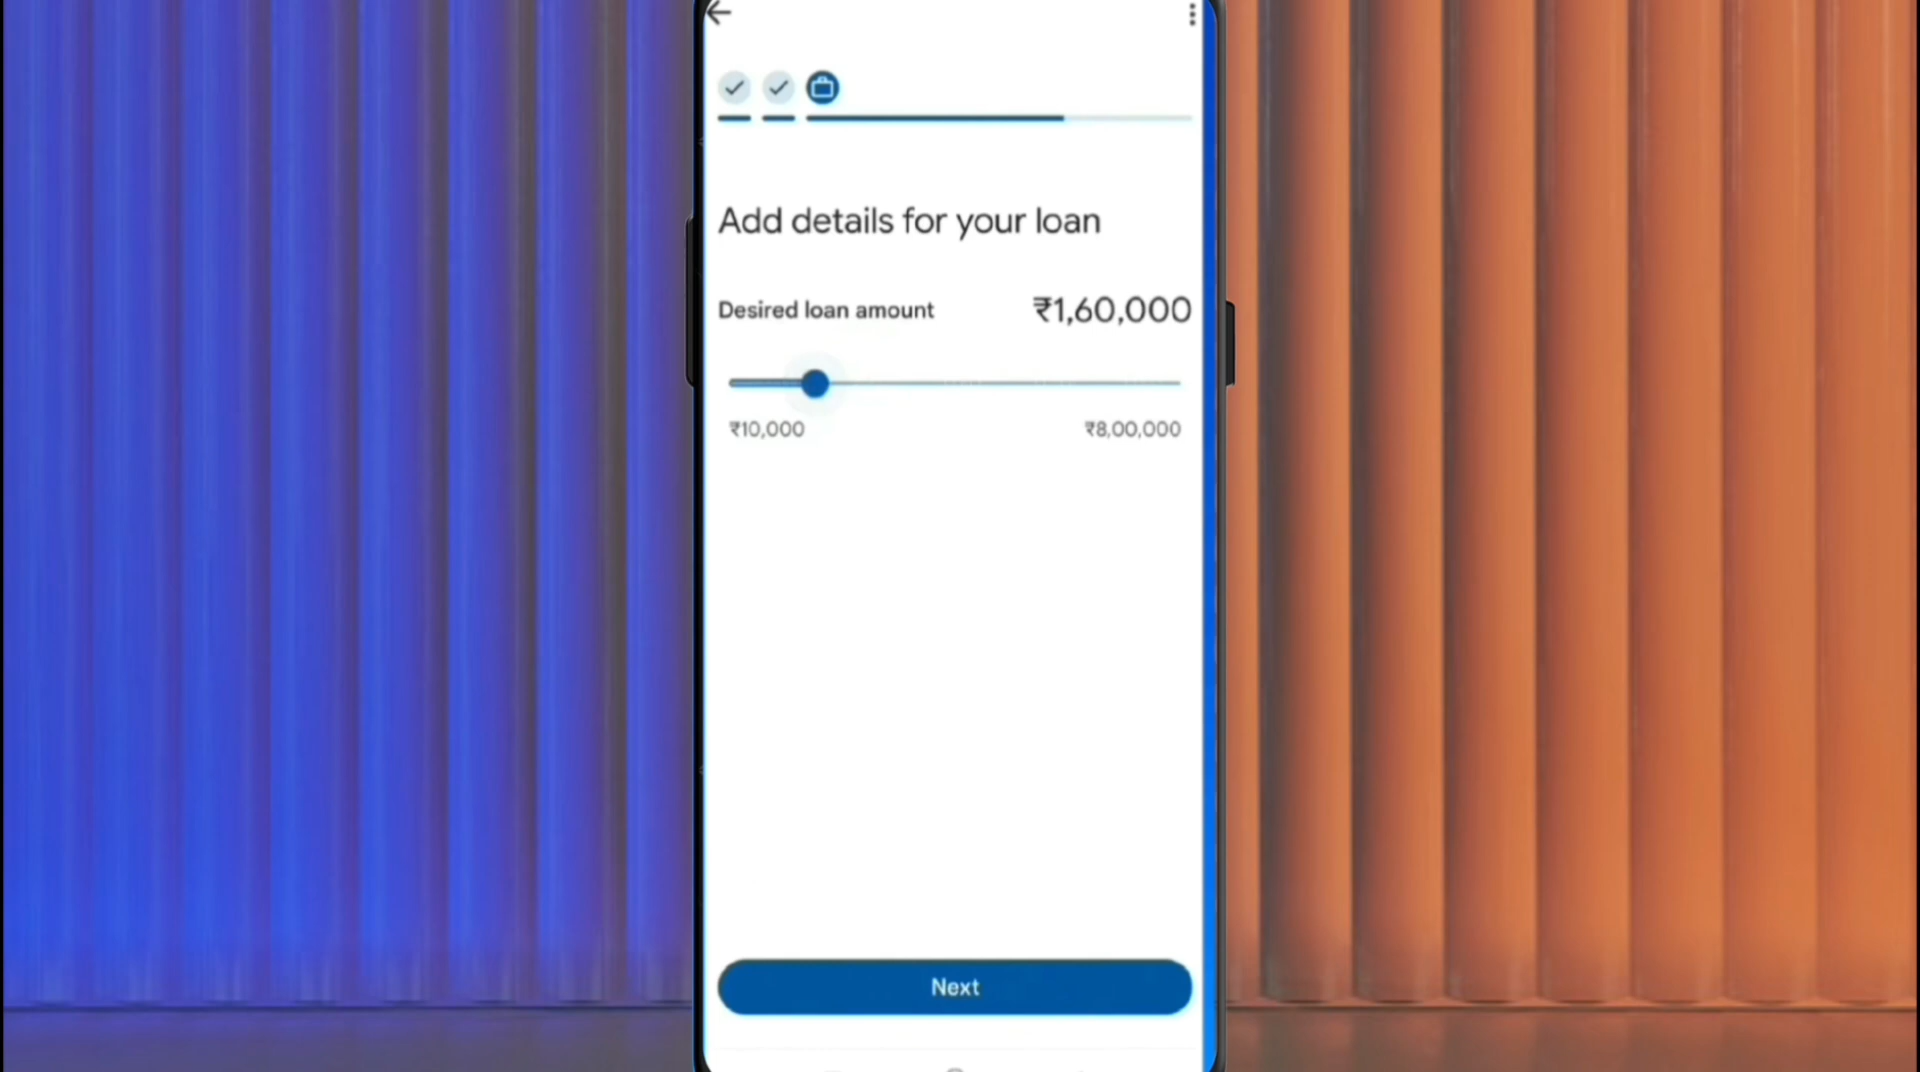 Add details for your loan
Desired loan amount ₹1,60,000
₹10,000 ₹8,00,000
Next